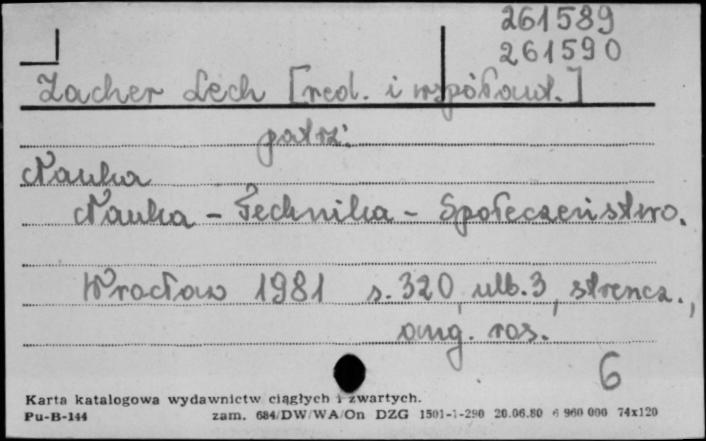 261589
261590
Zacher Lech [red. i współaut.]
patrz:
Nauka
Nauka - Technika - Społeczeństwo.
Wrocław 1981 s. 320, ulb. 3, streszcz.,
ang. ros.
6
Karta katalogowa wydawnictw ciągłych i zwartych.
Pu-B-144 zam. 684/DW/WA/On DZG 1501-1-290 20.06.80 6 960 000 74x120